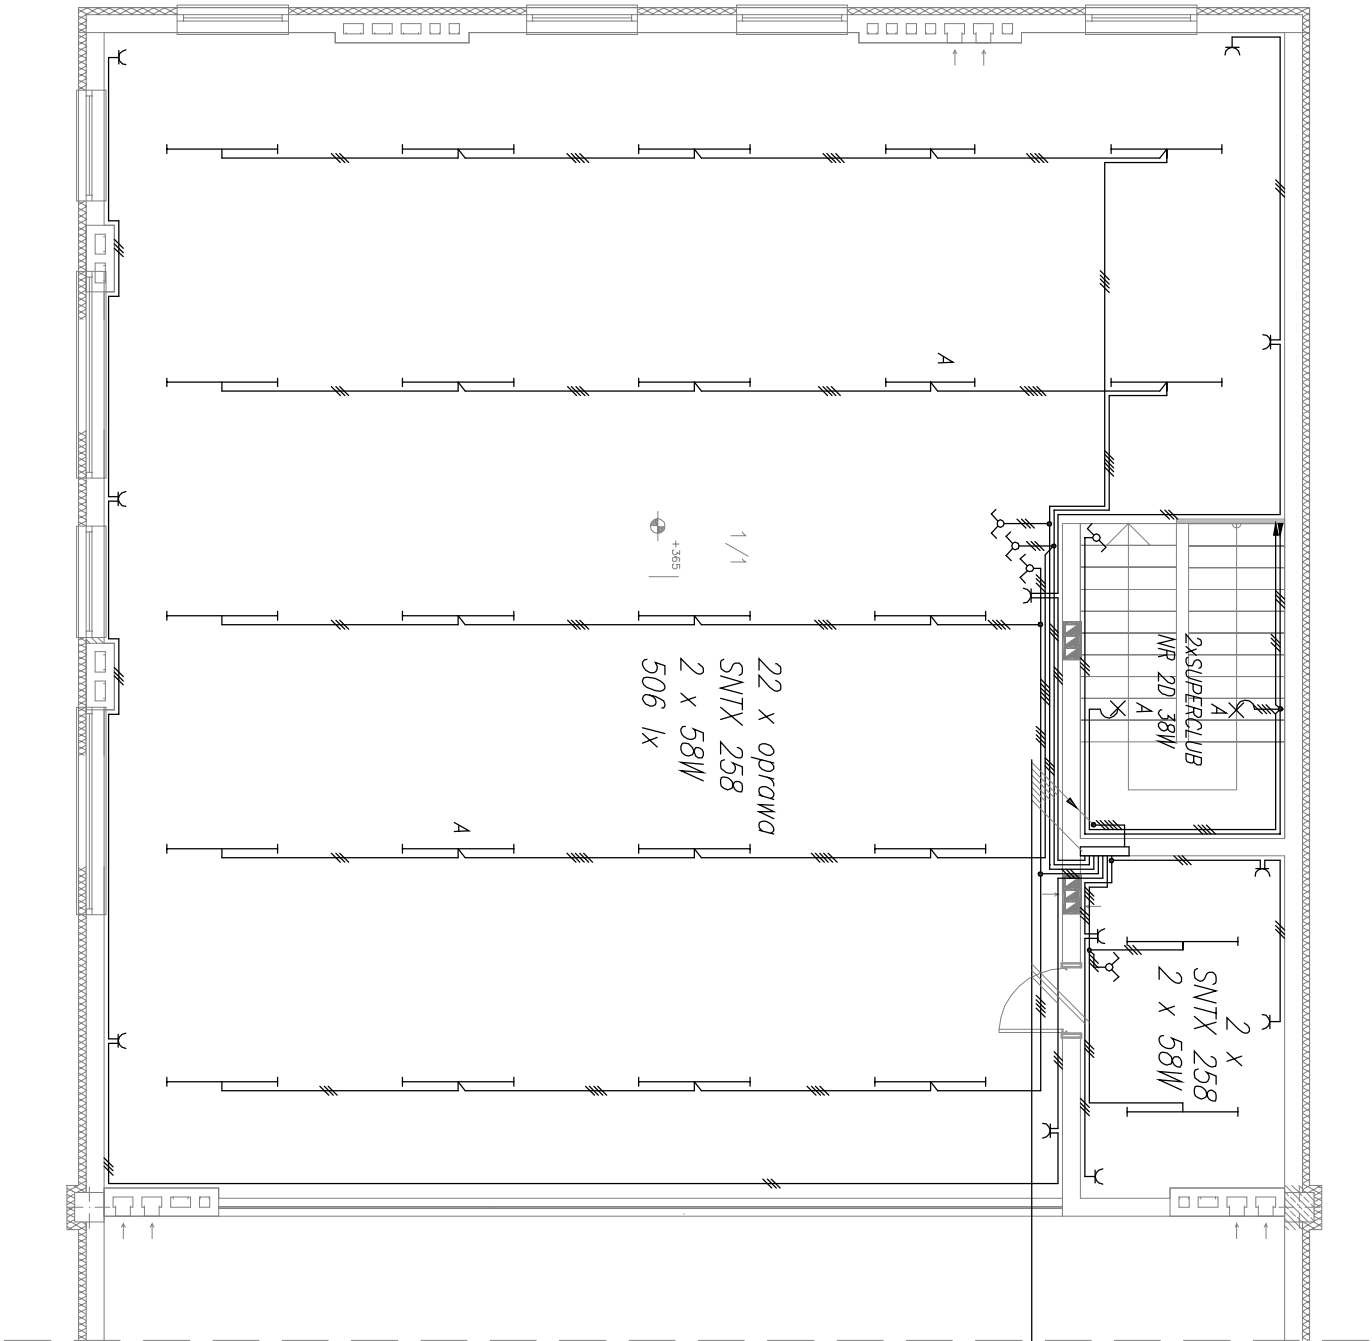 A
1/1
+365
22 x oprawa
SNTX 258
2 x 58W
506 lx
2xSUPERCLUB
NR 2D 38W
A
A
A
2 x
SNTX 258
2 x 58W